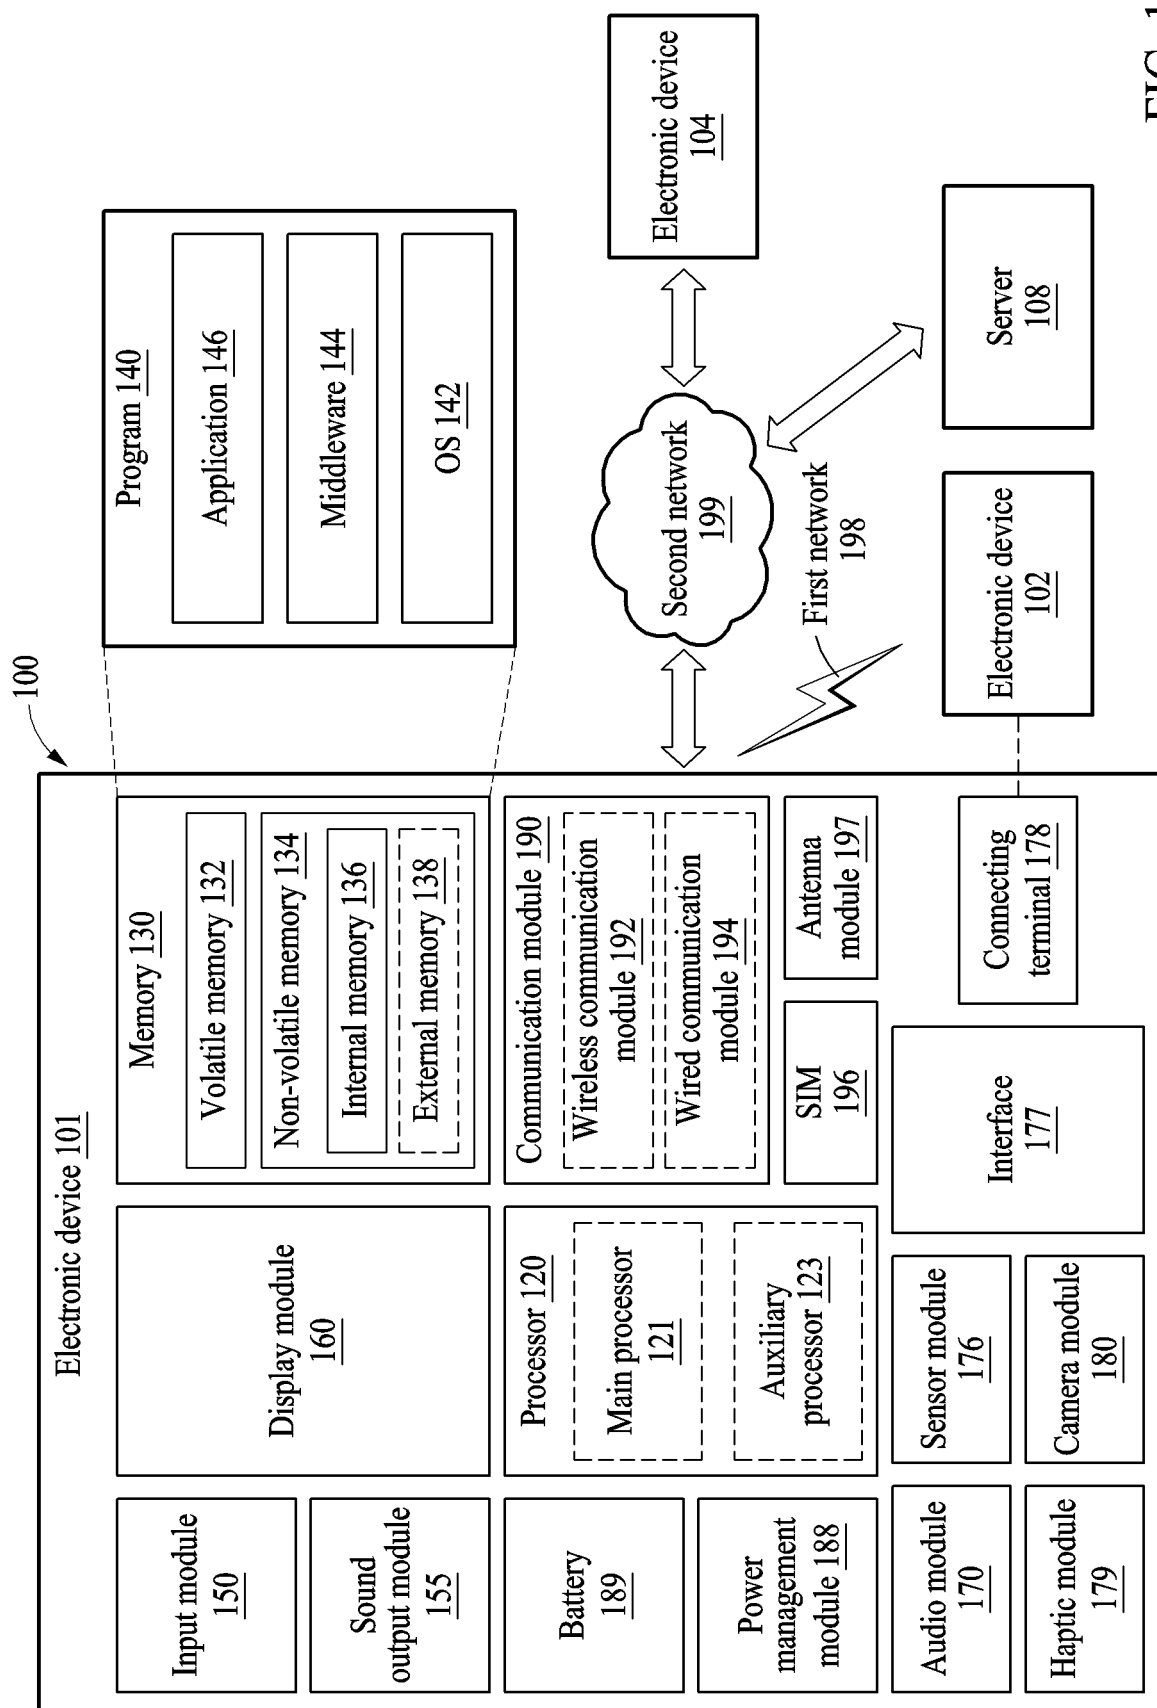 100
Electronic device 101
Input module
150
Sound
output module
155
Battery
189
Power
management
module 188
Audio module
170
Haptic module
179
Display module
160
Processor 120
Main processor
121
Auxiliary
processor 123
Sensor module
176
Camera module
180
Memory 130
Volatile memory 132
Non-volatile memory 134
Internal memory 136
External memory 138
Communication module 190
Wireless communication
module 192
Wired communication
module 194
SIM
196
Antenna
module 197
Interface
177
Connecting
terminal 178
Program 140
Application 146
Middleware 144
OS 142
Second network
199
First network
198
Electronic device
104
Electronic device
102
Server
108
FIG. 1